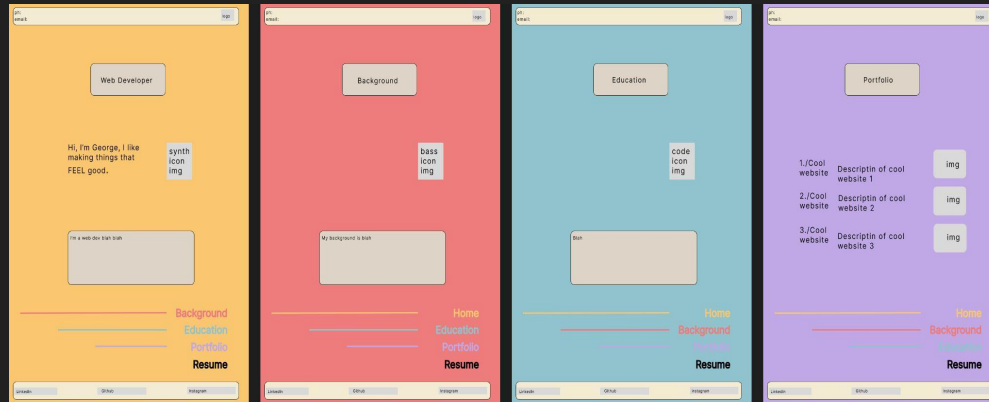 ph:
email:
logo
Web Developer
Hi, I'm George, I like
making things that
FEEL good.
synth
icon
img
I'm a web dev blah blah
Background
Education
Portfolio
Resume
Linkedin
Github
Instagram
ph:
email:
logo
Background
bass
icon
img
My background is blah
Home
Education
Portfolio
Resume
Linkedin
Github
Instagram
ph:
email:
logo
Education
code
icon
img
Blah
Home
Background
Portfolio
Resume
Linkedin
Github
Instagram
ph:
email:
logo
Portfolio
1./Cool
website
Descriptin of cool
website 1
img
2./Cool
website
Descriptin of cool
website 2
img
3./Cool
website
Descriptin of cool
website 3
img
Home
Background
Education
Resume
Linkedin
Github
Instagram